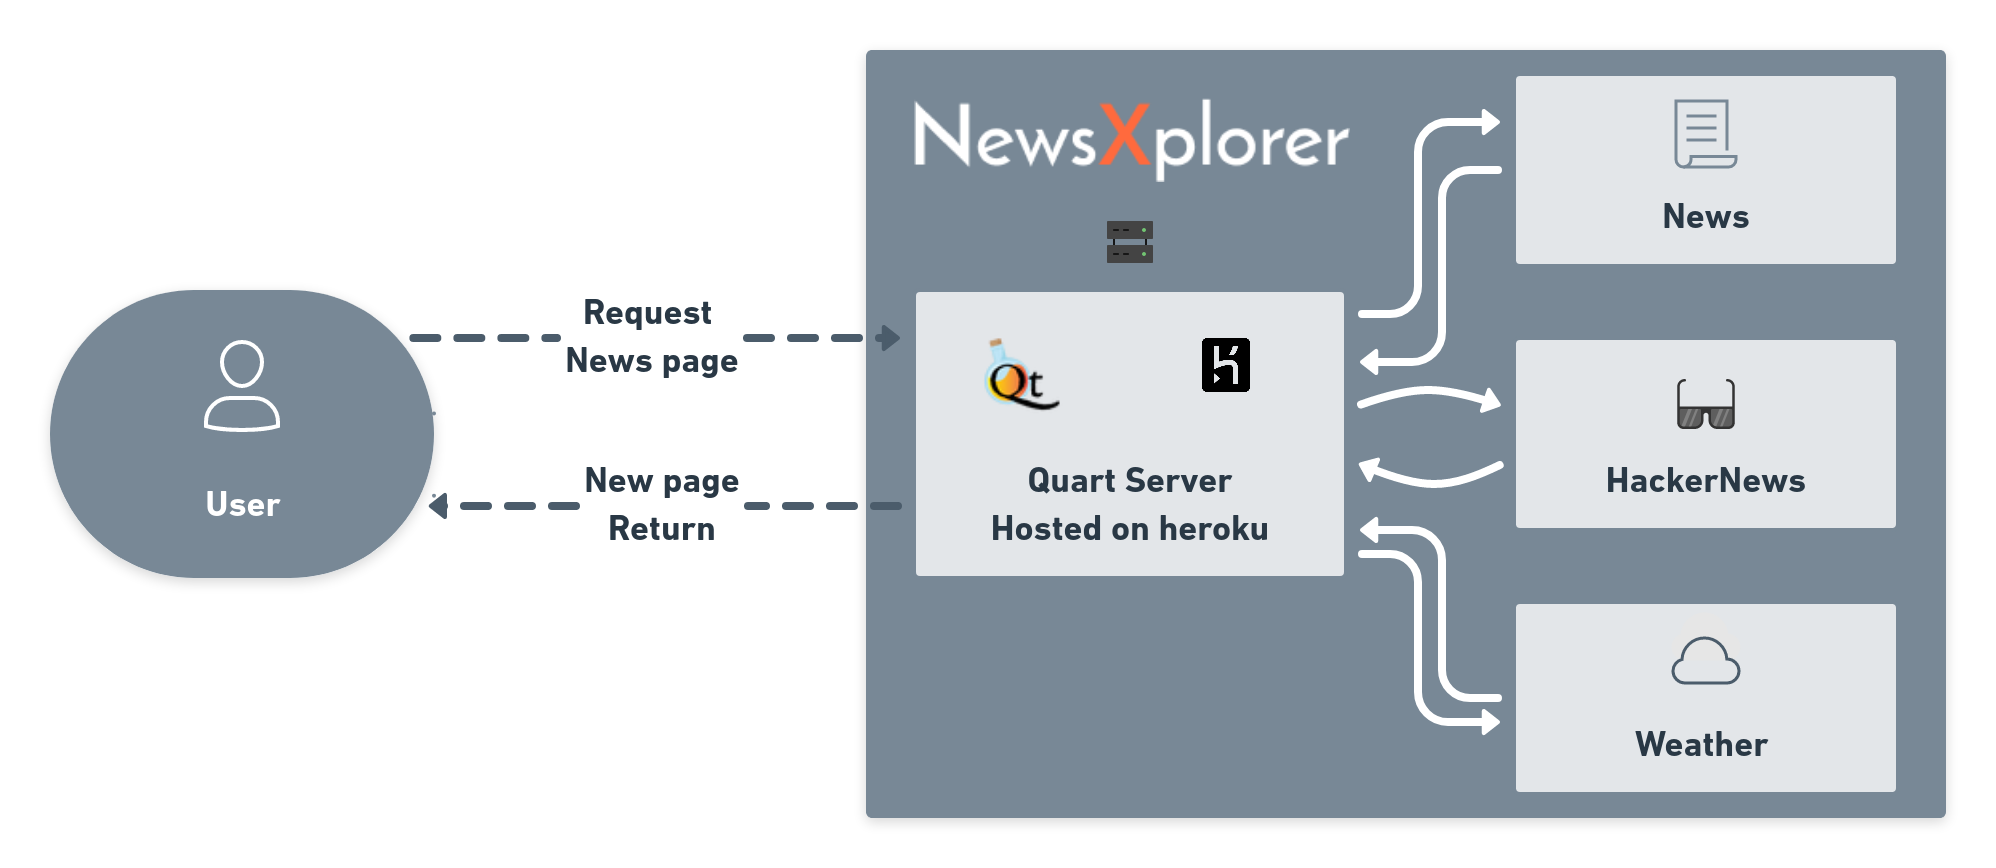 NewsXplorer
News
Request
News page
Qt
HackerNews
User
New page
Return
Quart Server
Hosted on heroku
Weather